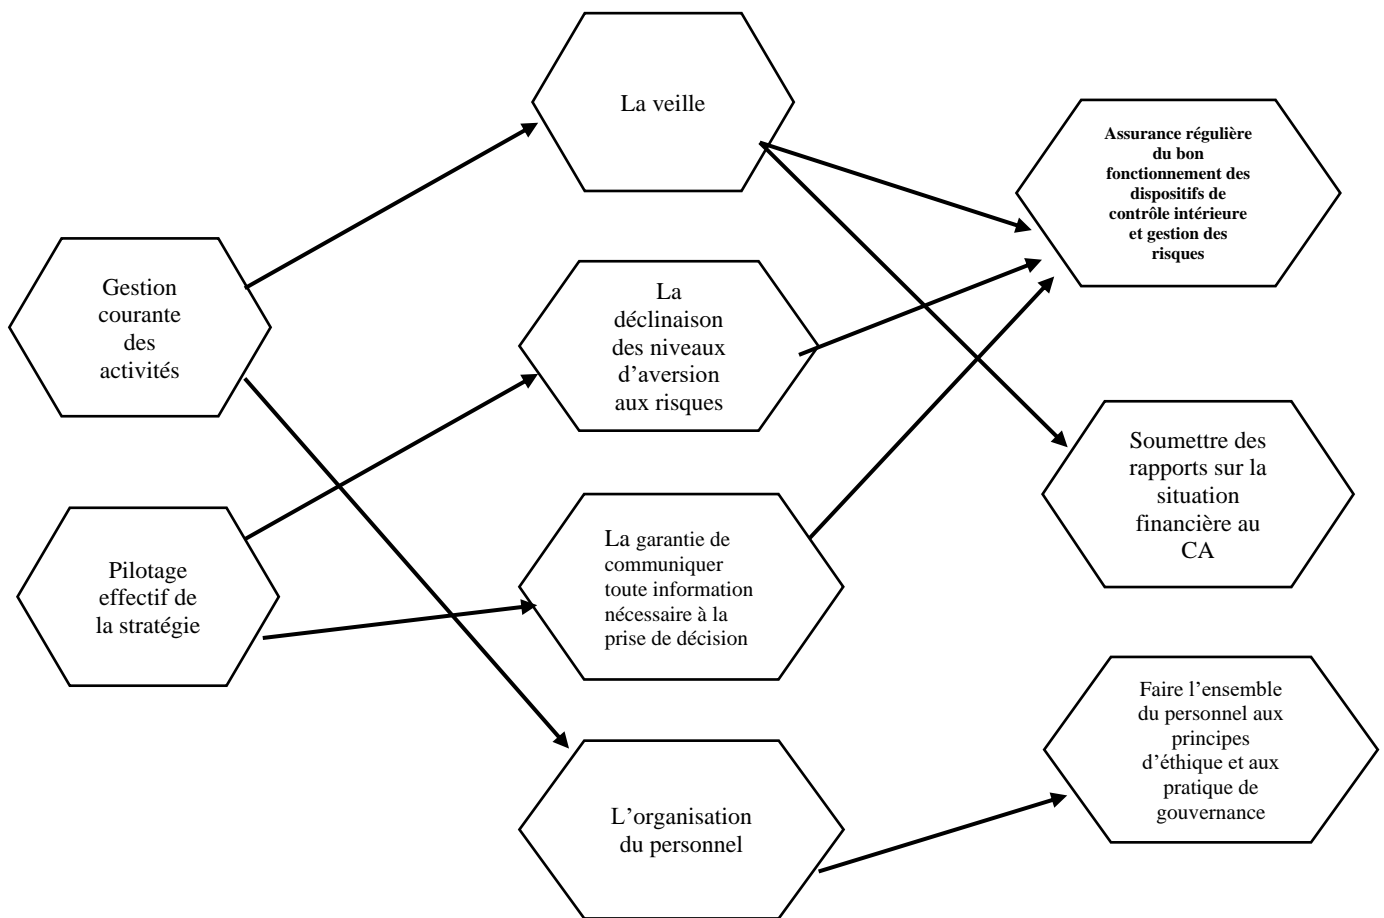 La veille
Assurance régulière
du bon
fonctionnement des
dispositifs de
contrôle intérieure
et gestion des
risques
Gestion
courante
des
activités
La
déclinaison
des niveaux
d’aversion
aux risques
Soumettre des
rapports sur la
situation
financière au
CA
Pilotage
effectif de
la stratégie
La garantie de
communiquer
toute information
nécessaire à la
prise de décision
Faire l’ensemble
du personnel aux
principes
d’éthique et aux
pratique de
gouvernance
L’organisation
du personnel